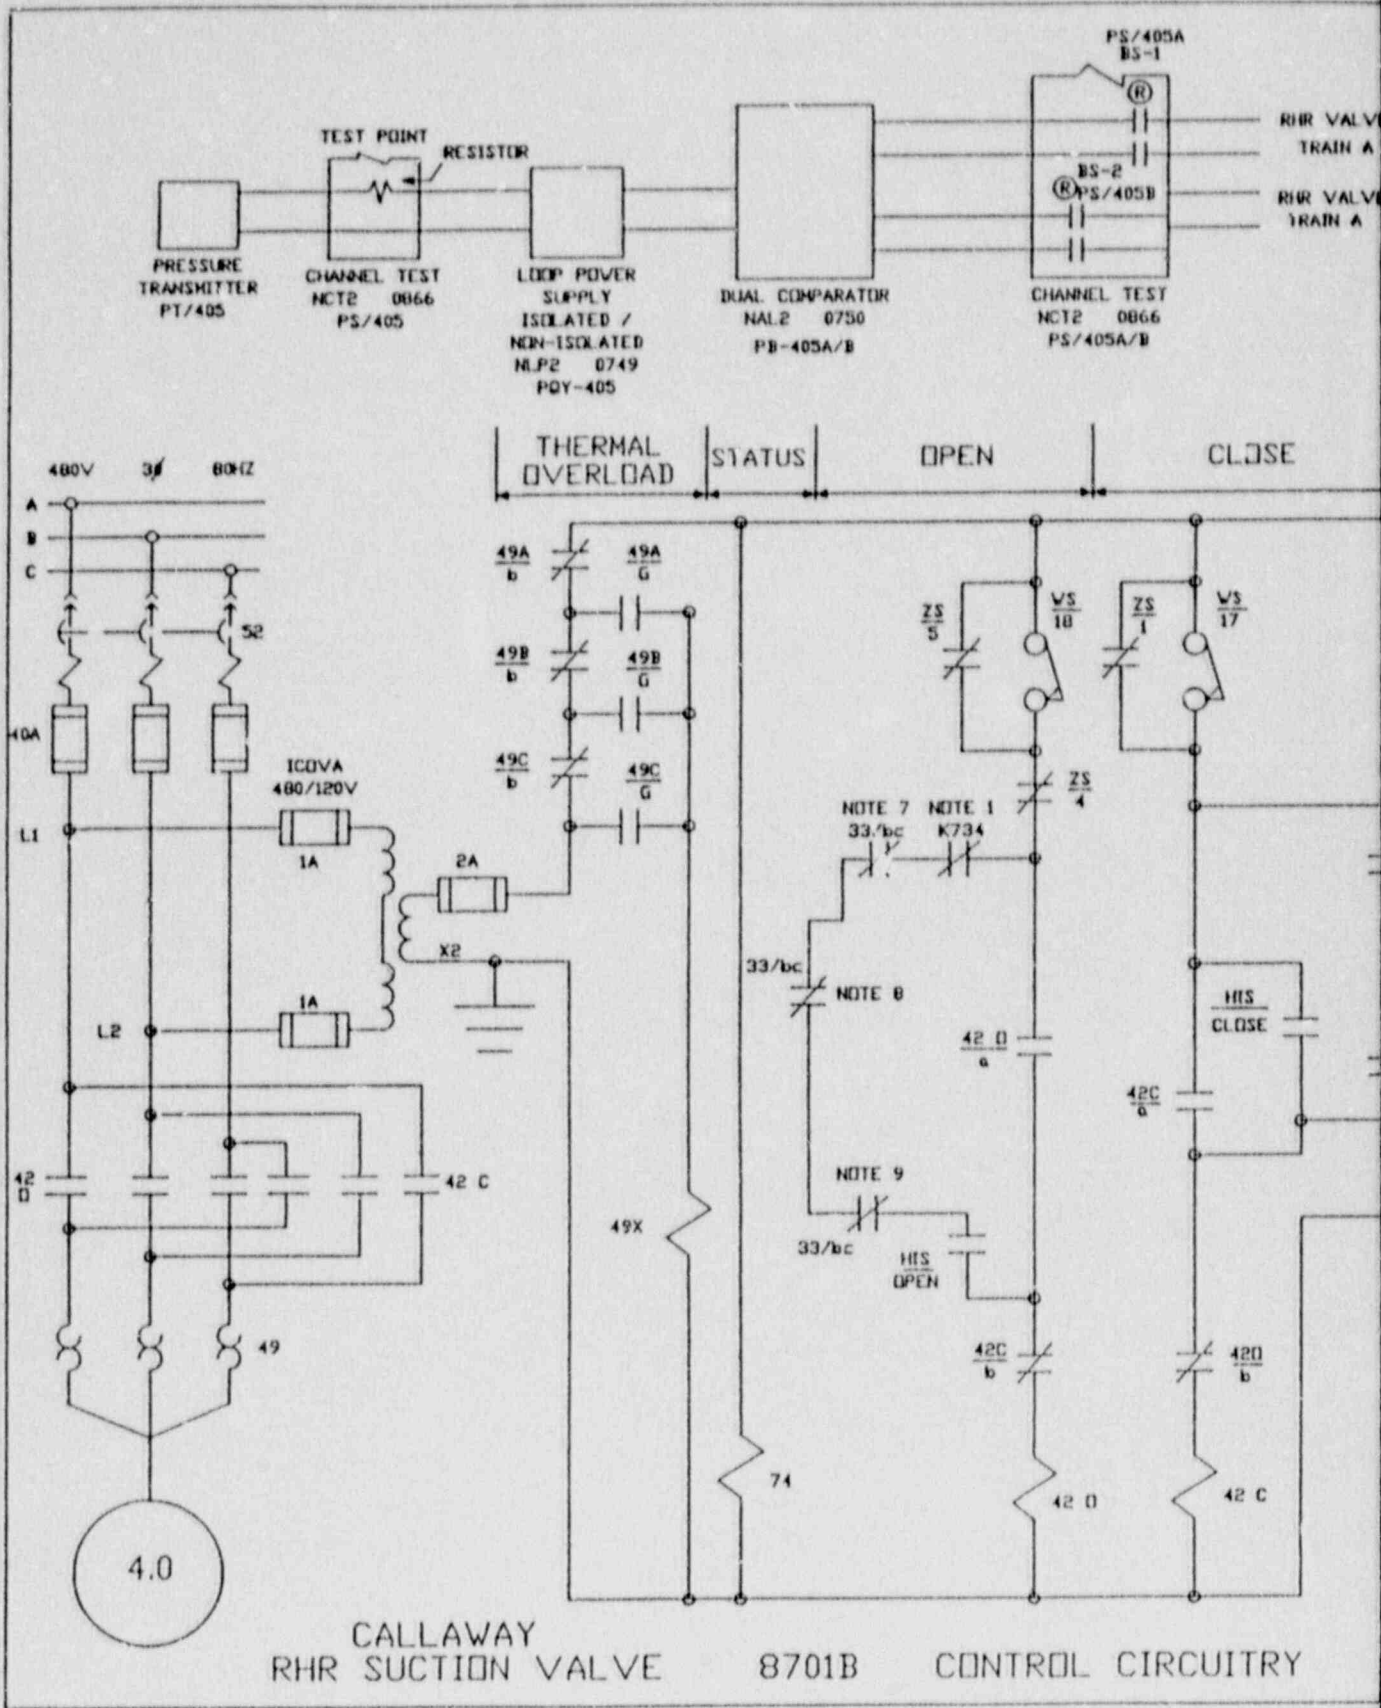 PS/405A
BS-1
R
RHR VALV
TRAIN A
TEST POINT
RESISTOR
BS-2
R PS/405B
RHR VALV
TRAIN A
PRESSURE
TRANSMITTER
PT/405
CHANNEL TEST
NCT2 0866
PS/405
LOOP POWER
SUPPLY
ISOLATED /
NON-ISOLATED
NLP2 0749
PQY-405
DUAL COMPARATOR
NAL2 0750
PB-405A/B
CHANNEL TEST
NCT2 0866
PS/405A/B
THERMAL
OVERLOAD
STATUS
OPEN
CLOSE
480V 3Ø 80HZ
A
B
C
52
40A
49A
b
49A
G
49B
b
49B
G
49C
b
49C
G
ZS
5
WS
18
ZS
1
WS
17
ZS
4
ICOVA
480/120V
1A
L1
2A
X2
1A
L2
NOTE 7 NOTE 1
33/bc K734
33/bc
NOTE 8
42 O
a
HIS
CLOSE
42C
a
42
O
42 C
NOTE 9
33/bc
HIS
OPEN
49X
49
42C
b
42O
b
74
42 O
42 C
4.0
CALLAWAY
RHR SUCTION VALVE 8701B CONTROL CIRCUITRY